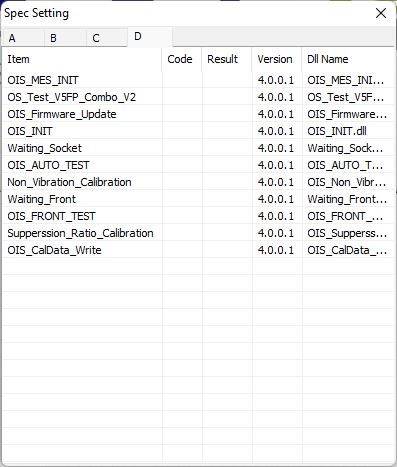 Spec Setting
A B C D
Item Code Result Version Dll Name
OIS_MES_INIT 4.0.0.1 OIS_MES_INI...
OS_Test_V5FP_Combo_V2 4.0.0.1 OS_Test_V5F...
OIS_Firmware_Update 4.0.0.1 OIS_Firmware...
OIS_INIT 4.0.0.1 OIS_INIT.dll
Waiting_Socket 4.0.0.1 Waiting_Sock...
OIS_AUTO_TEST 4.0.0.1 OIS_AUTO_T...
Non_Vibration_Calibration 4.0.0.1 OIS_Non_Vibr...
Waiting_Front 4.0.0.1 Waiting_Front...
OIS_FRONT_TEST 4.0.0.1 OIS_FRONT_...
Supperssion_Ratio_Calibration 4.0.0.1 OIS_Supperss...
OIS_CalData_Write 4.0.0.1 OIS_CalData_...